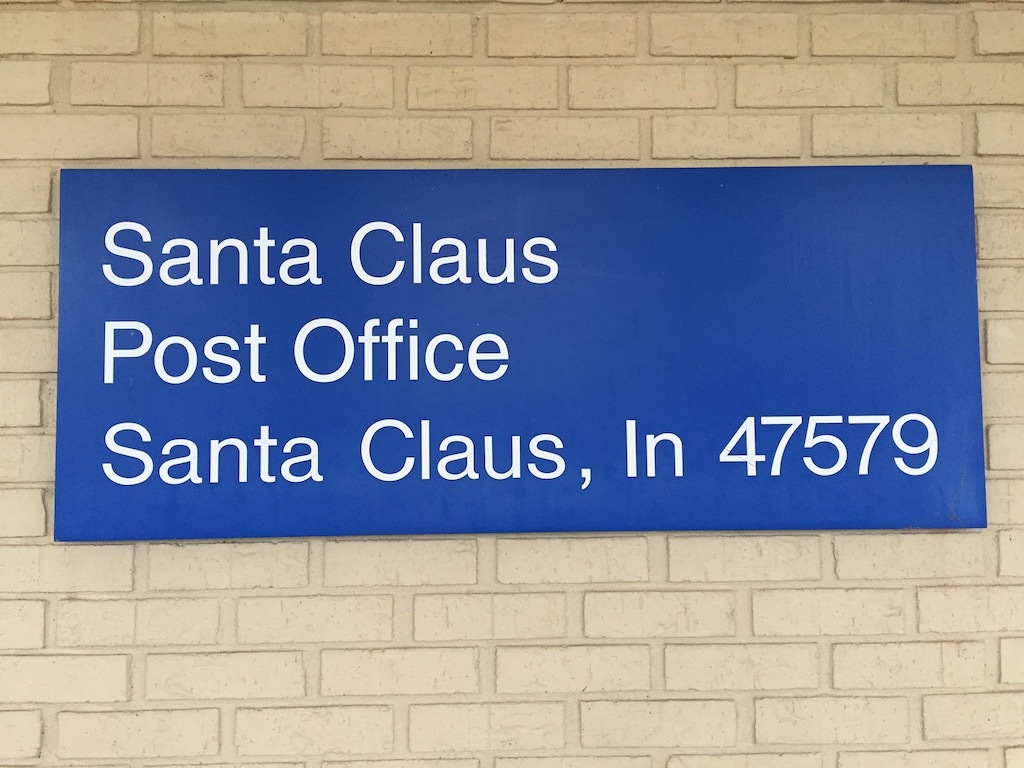 Santa Claus
Post Office
Santa Claus, In 47579